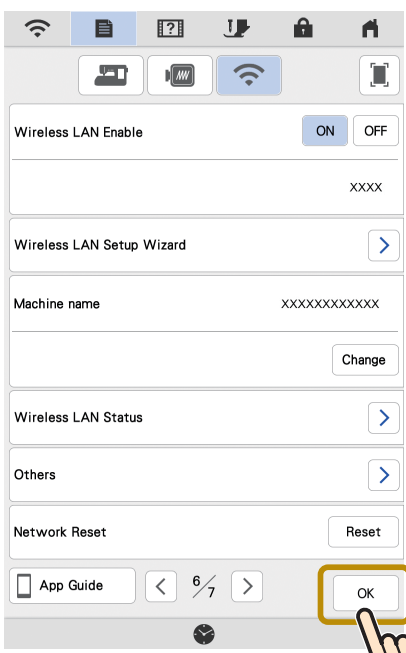 Wireless LAN Enable
ON
OFF
XXXX
Wireless LAN Setup Wizard
Machine name
XXXXXXXXXXXX
Change
Wireless LAN Status
Others
Network Reset
Reset
App Guide
6/7
OK